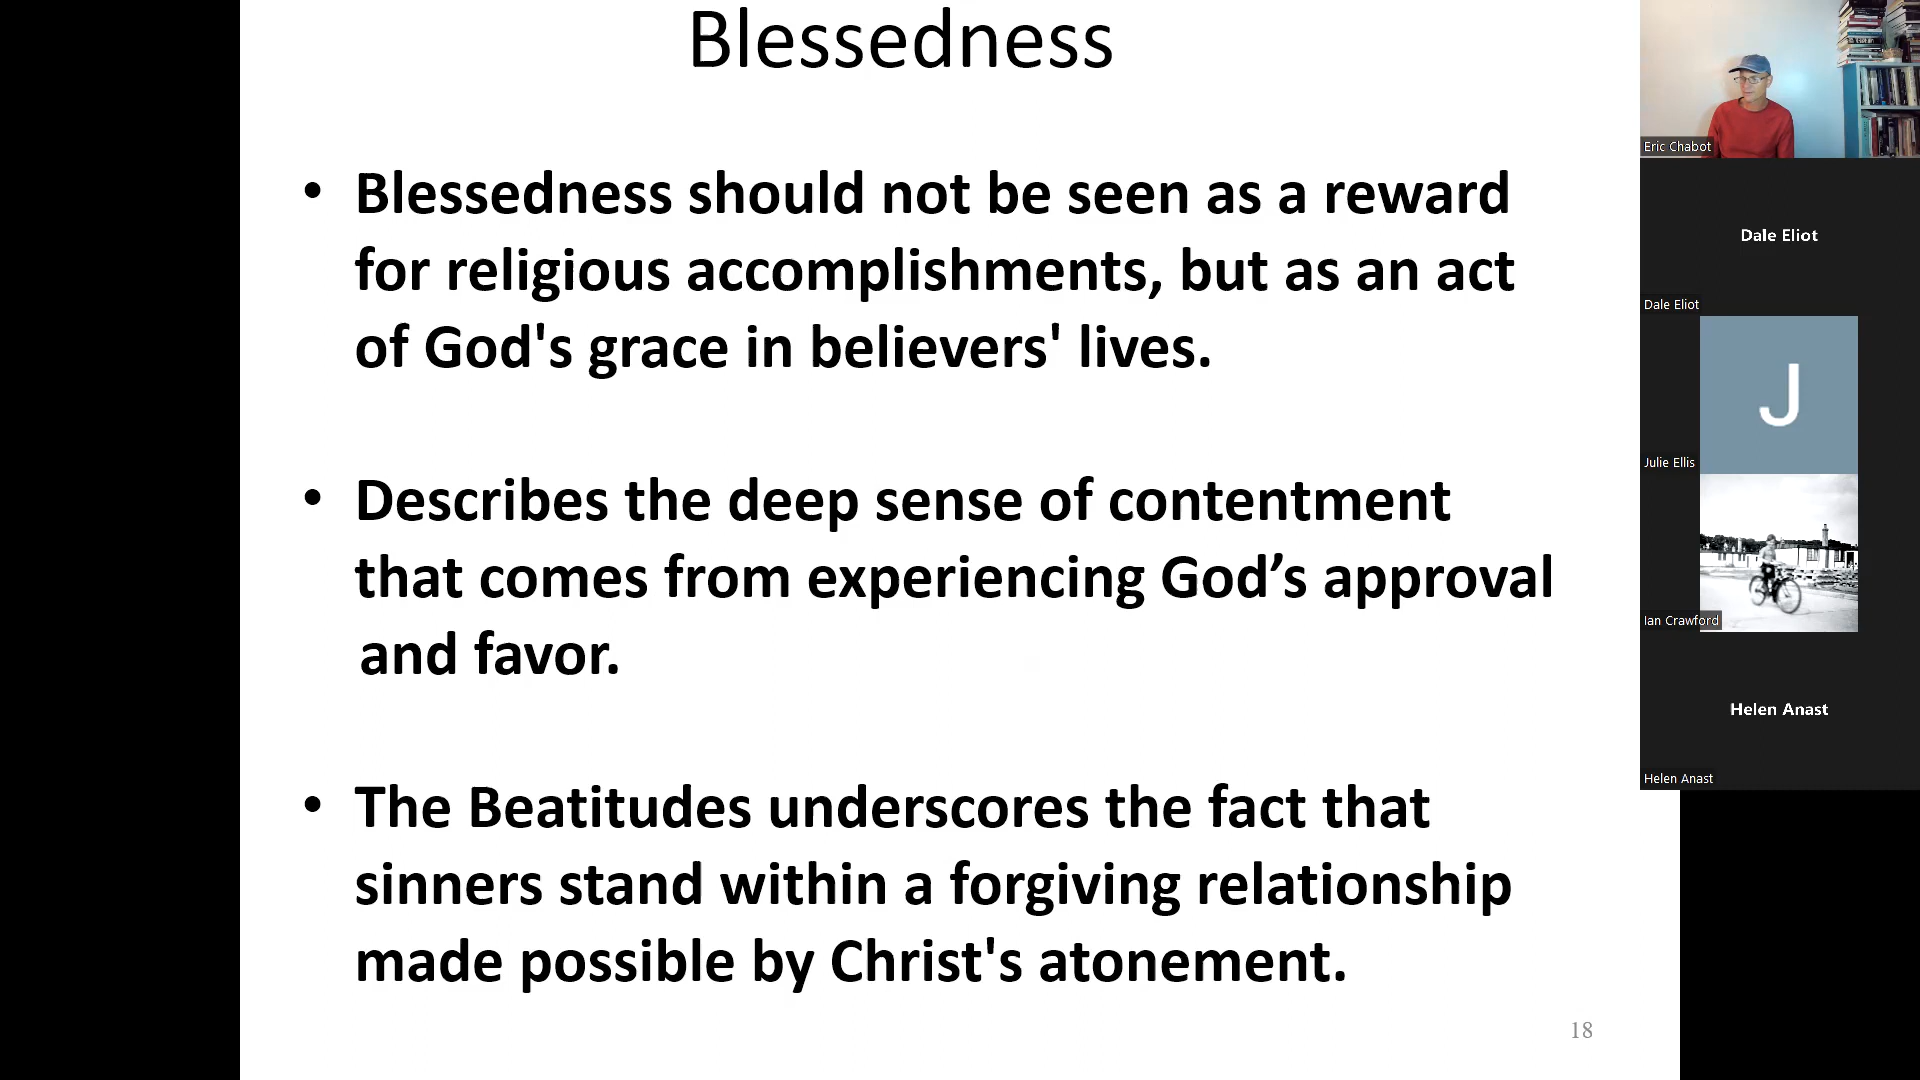 Blessedness
• Blessedness should not be seen as a reward
for religious accomplishments, but as an act
of God's grace in believers' lives.
• Describes the deep sense of contentment
that comes from experiencing God’s approval
and favor.
• The Beatitudes underscores the fact that
sinners stand within a forgiving relationship
made possible by Christ's atonement.
18
Eric Chabot
Dale Eliot
Dale Eliot
J
Julie Ellis
Ian Crawford
Helen Anast
Helen Anast